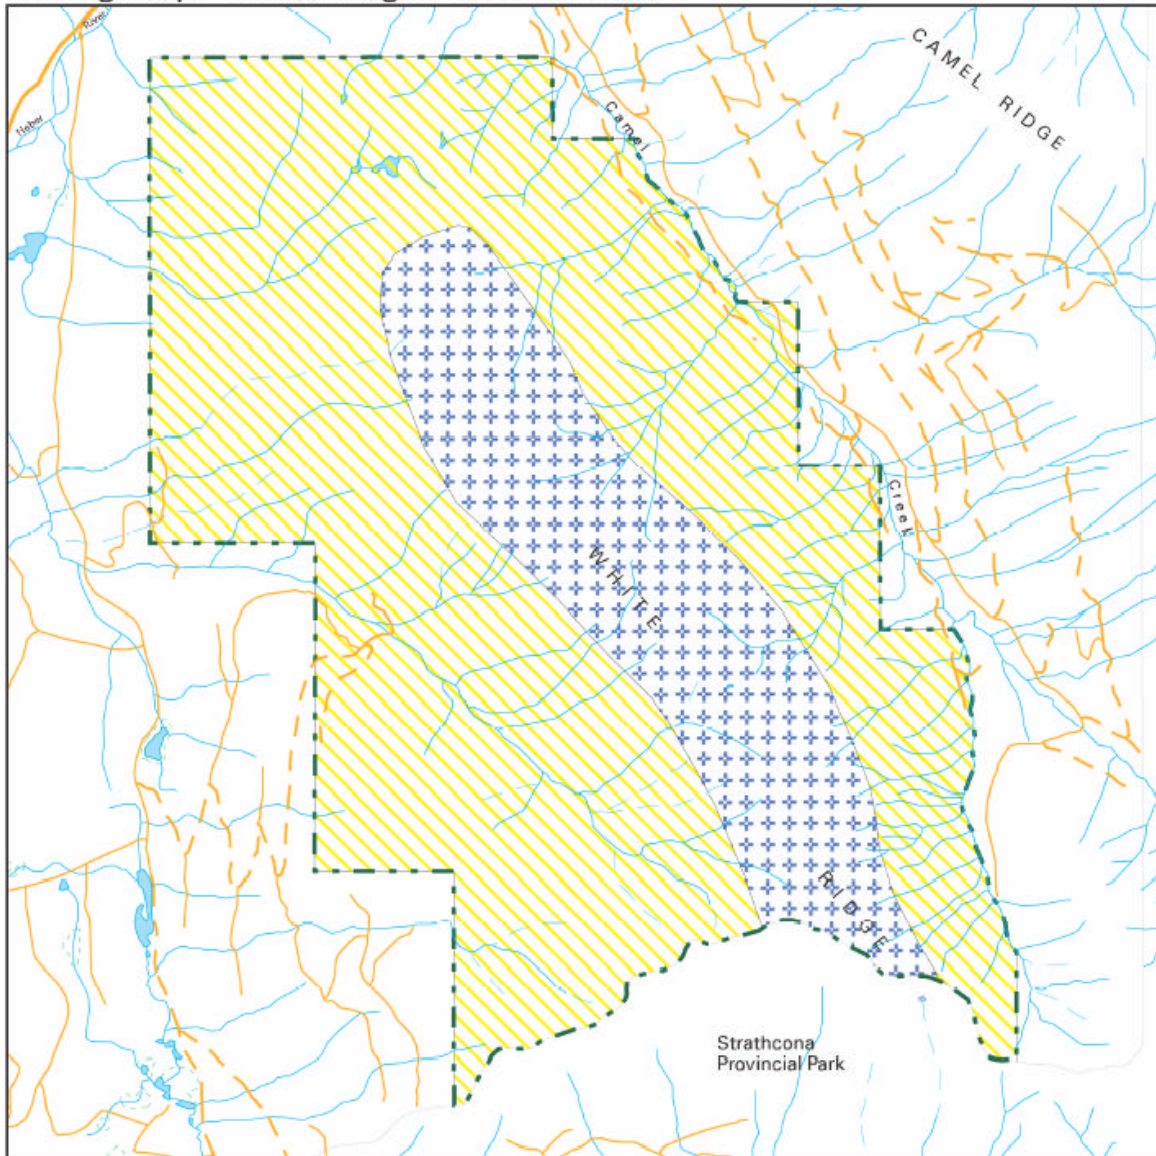 River
CAMEL RIDGE
Heber
Camel
Creek
WHITE
RIDGE
Strathcona
Provincial Park